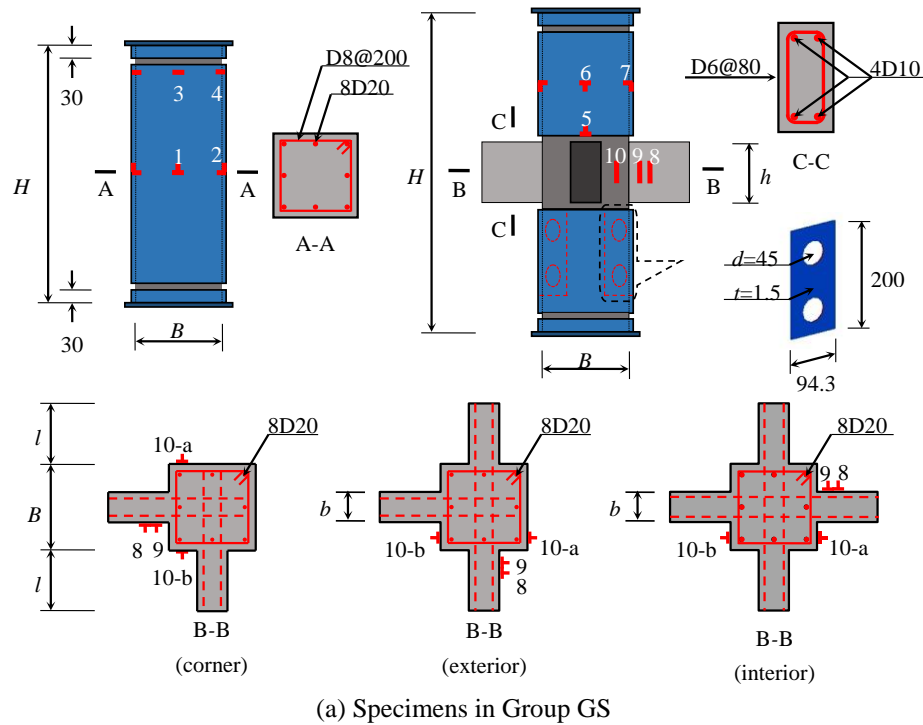 30
H
30
3
4
1
2
A
A
B
D8@200
8D20
A-A
H
C
C
B
B
6
7
5
10
9
8
h
B
D6@80
4D10
C-C
d=45
t=1.5
200
94.3
l
B
l
10-a
8D20
8
9
10-b
B-B
(corner)
b
8D20
10-b
10-a
9
8
B-B
(exterior)
b
8D20
9
8
10-b
10-a
B-B
(interior)
(a) Specimens in Group GS